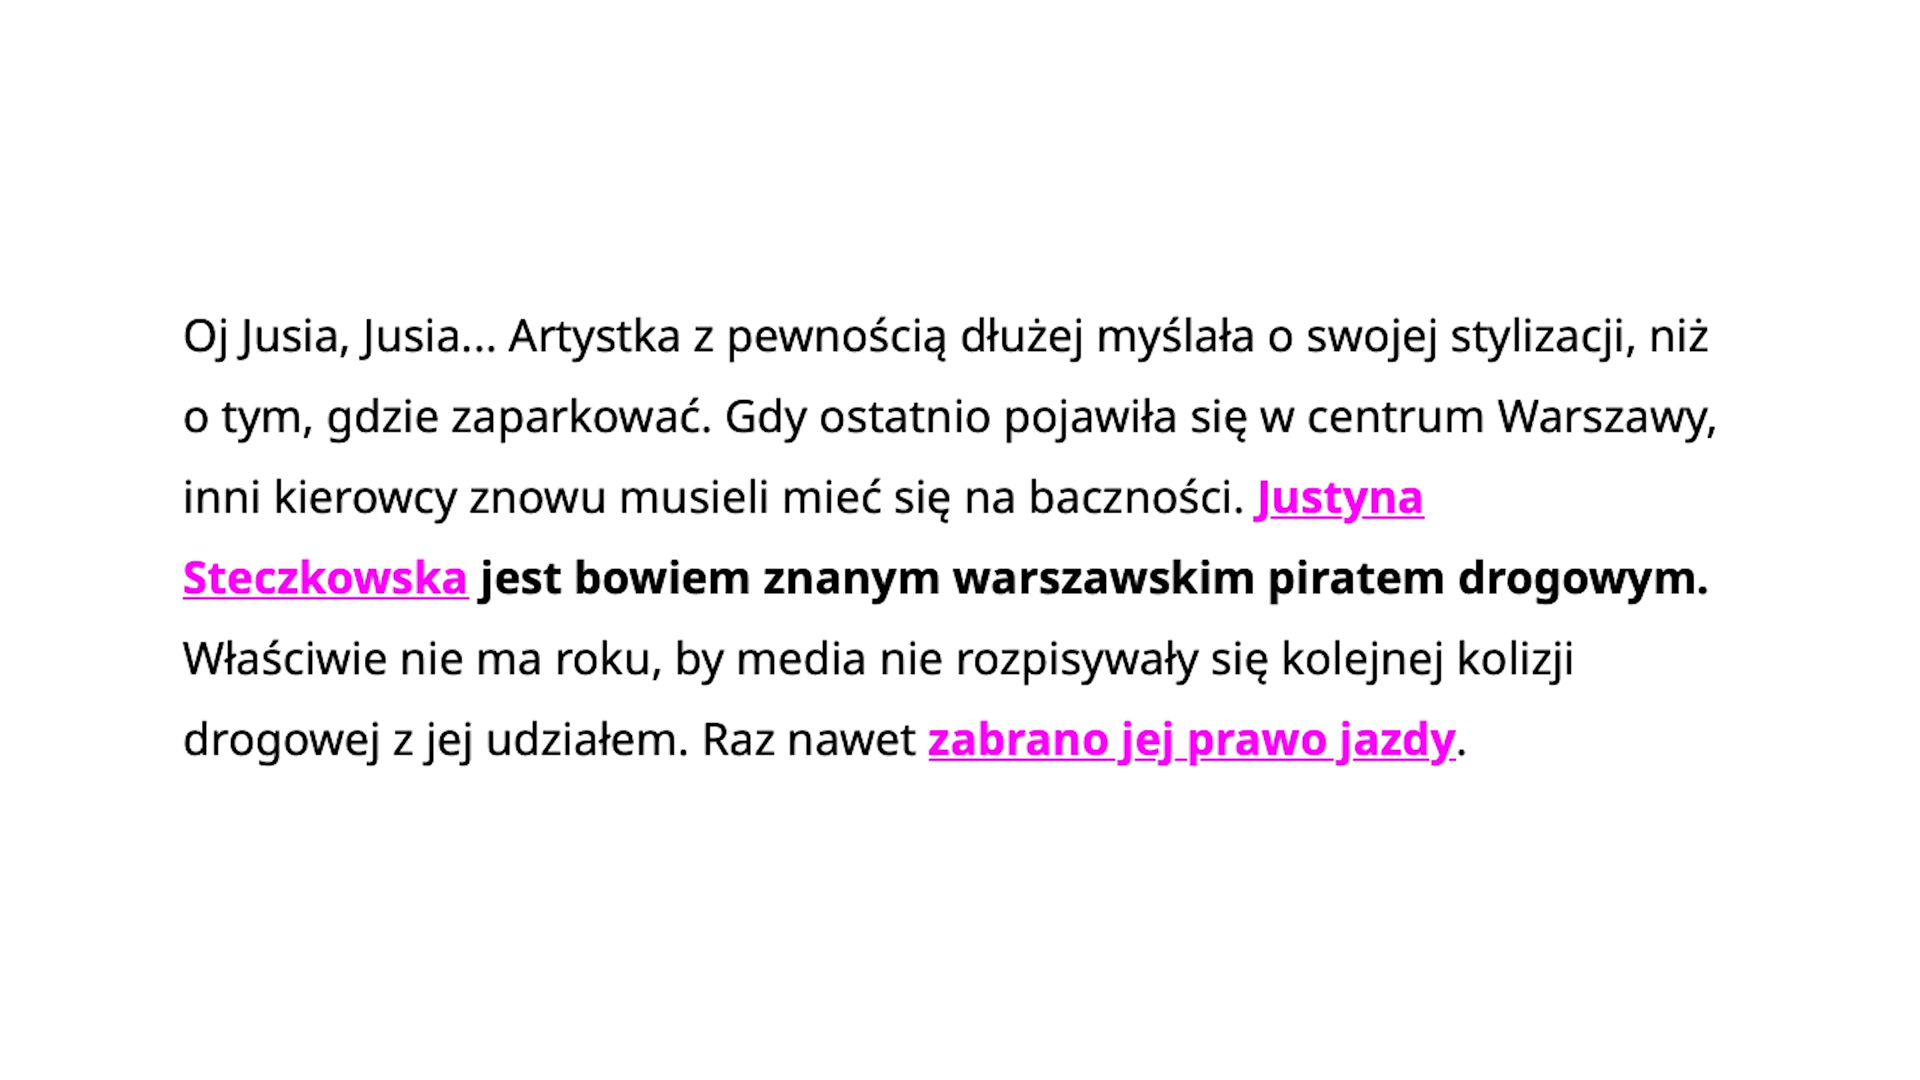 Oj Jusia, Jusia... Artystka z pewnością dłużej myślała o swojej stylizacji, niż
o tym, gdzie zaparkować. Gdy ostatnio pojawiła się w centrum Warszawy,
inni kierowcy znowu musieli mieć się na baczności. Justyna
Steczkowska jest bowiem znanym warszawskim piratem drogowym.
Właściwie nie ma roku, by media nie rozpisywały się kolejnej kolizji
drogowej z jej udziałem. Raz nawet zabrano jej prawo jazdy.